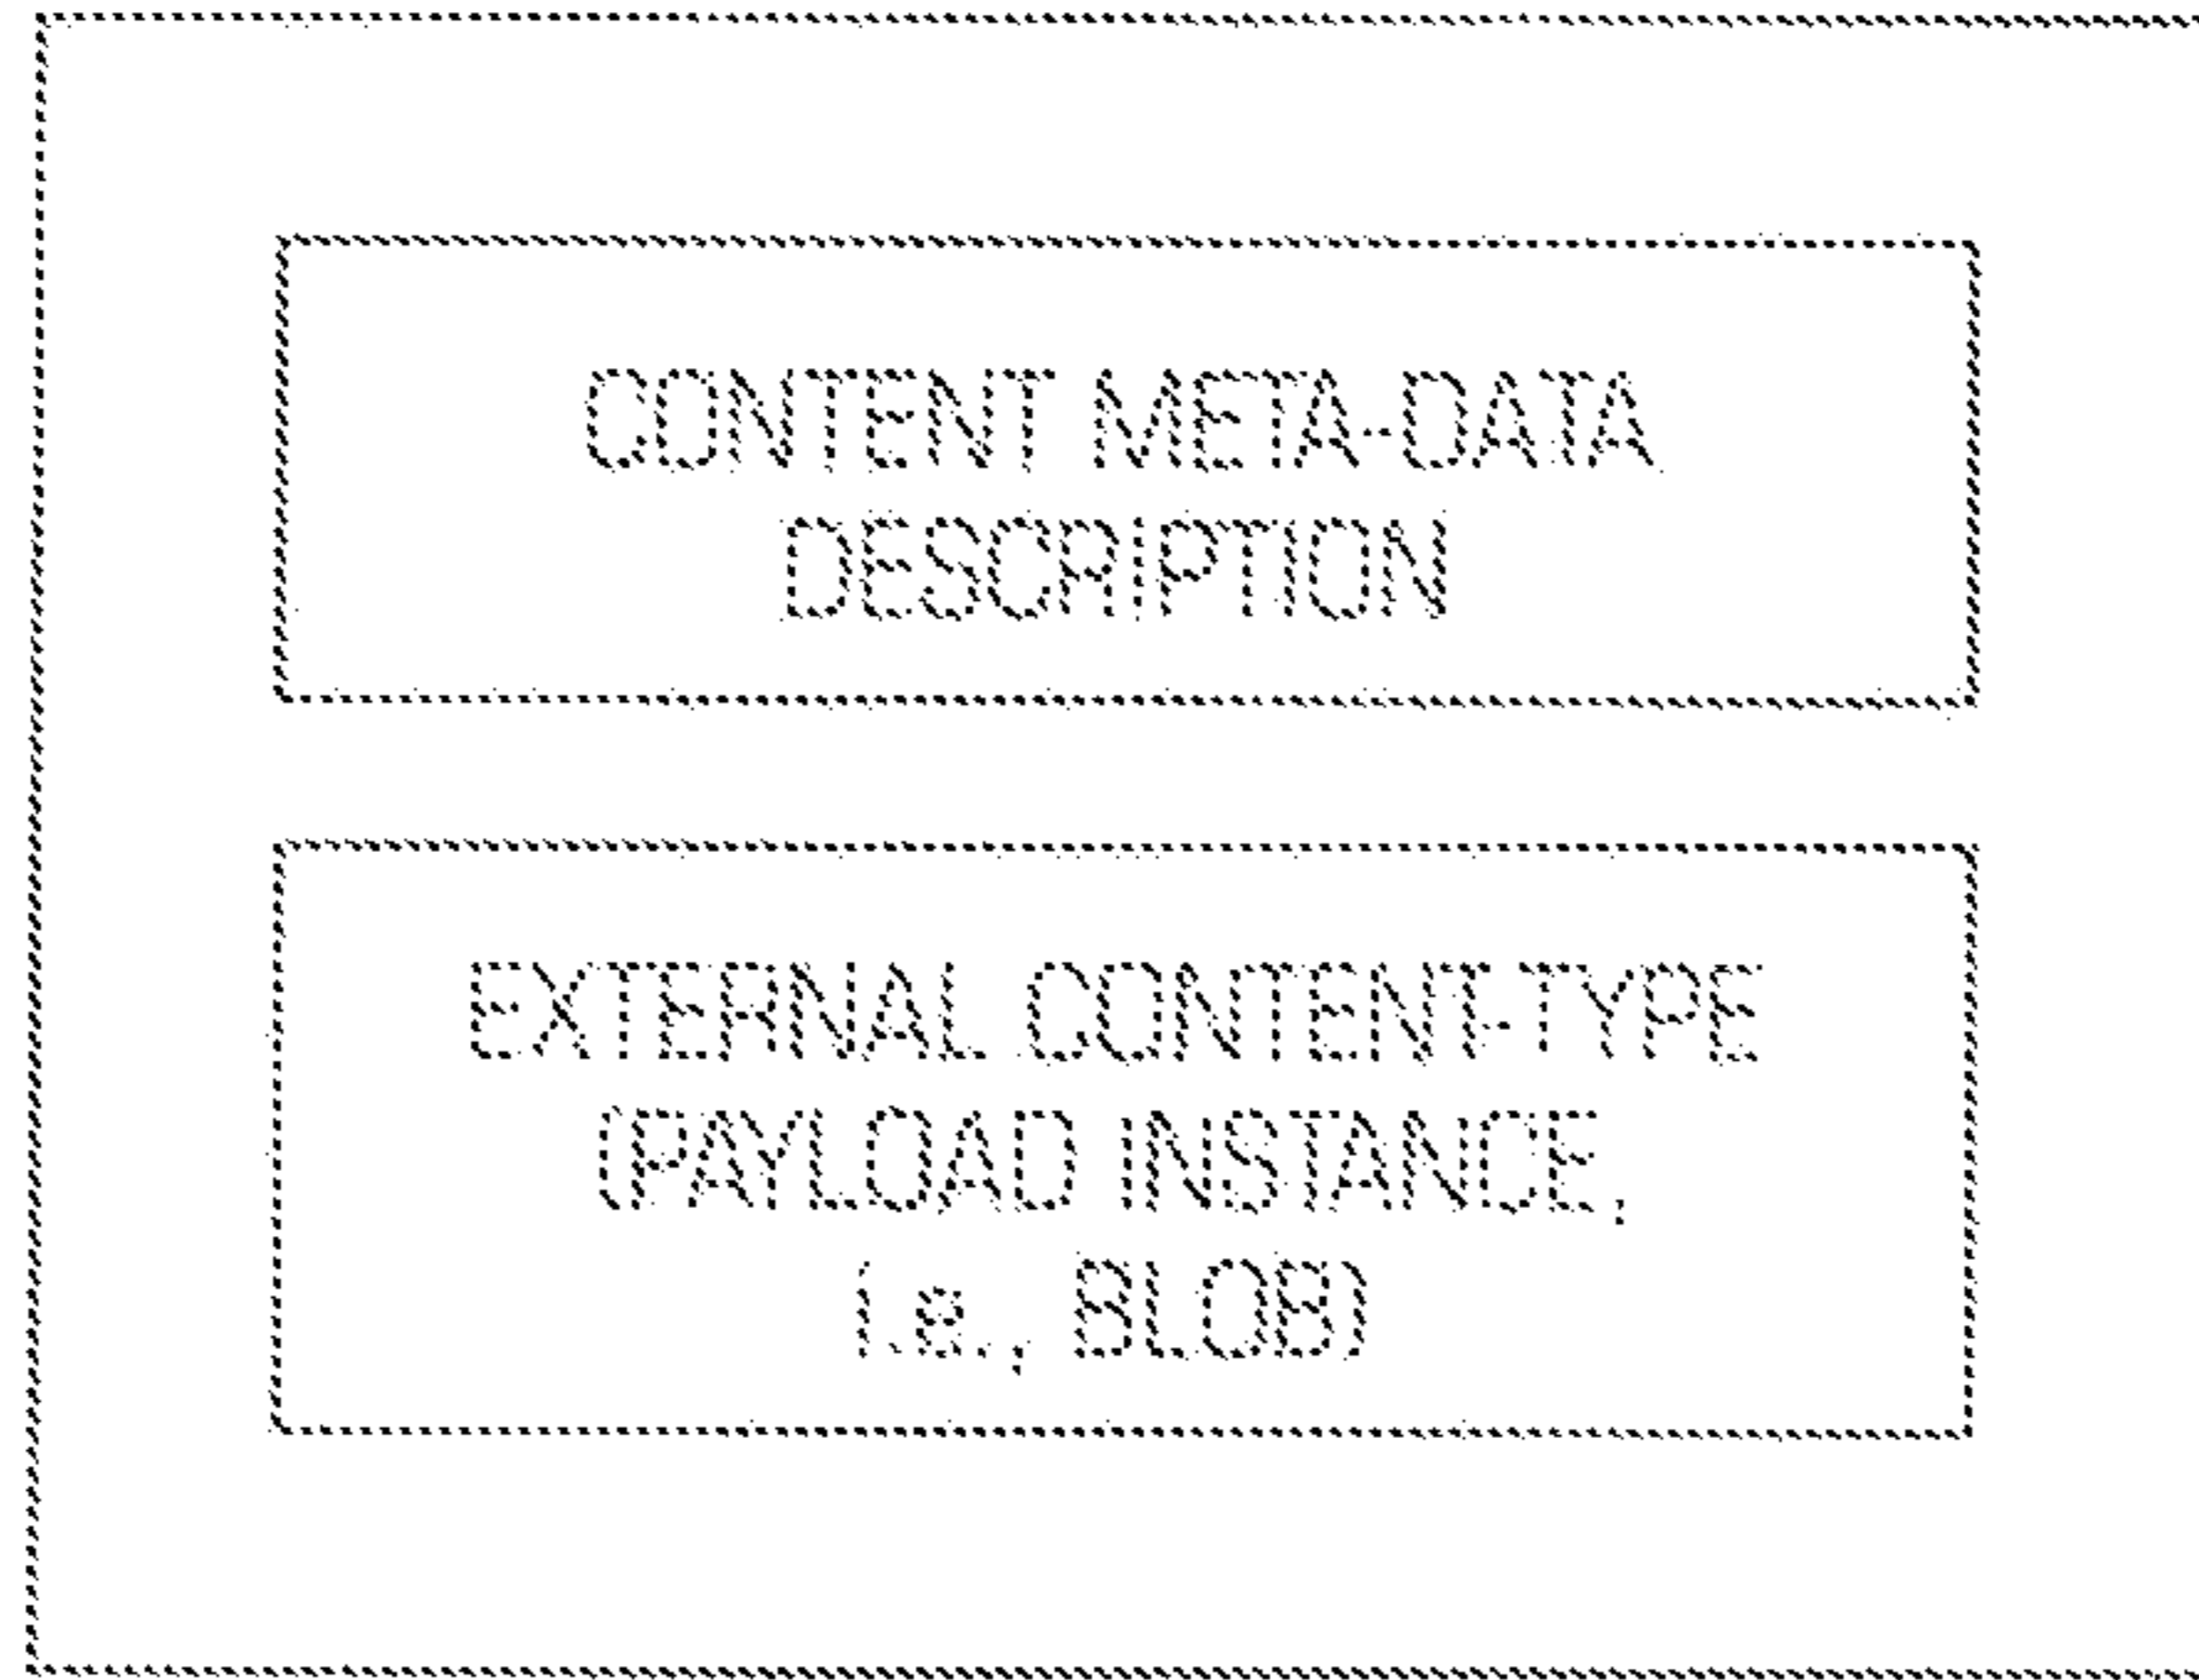 CONTENT META-DATA
DESCRIPTION
EXTERNAL CONTENT-TYPE
(PAYLOAD INSTANCE,
i.e., BLOB)